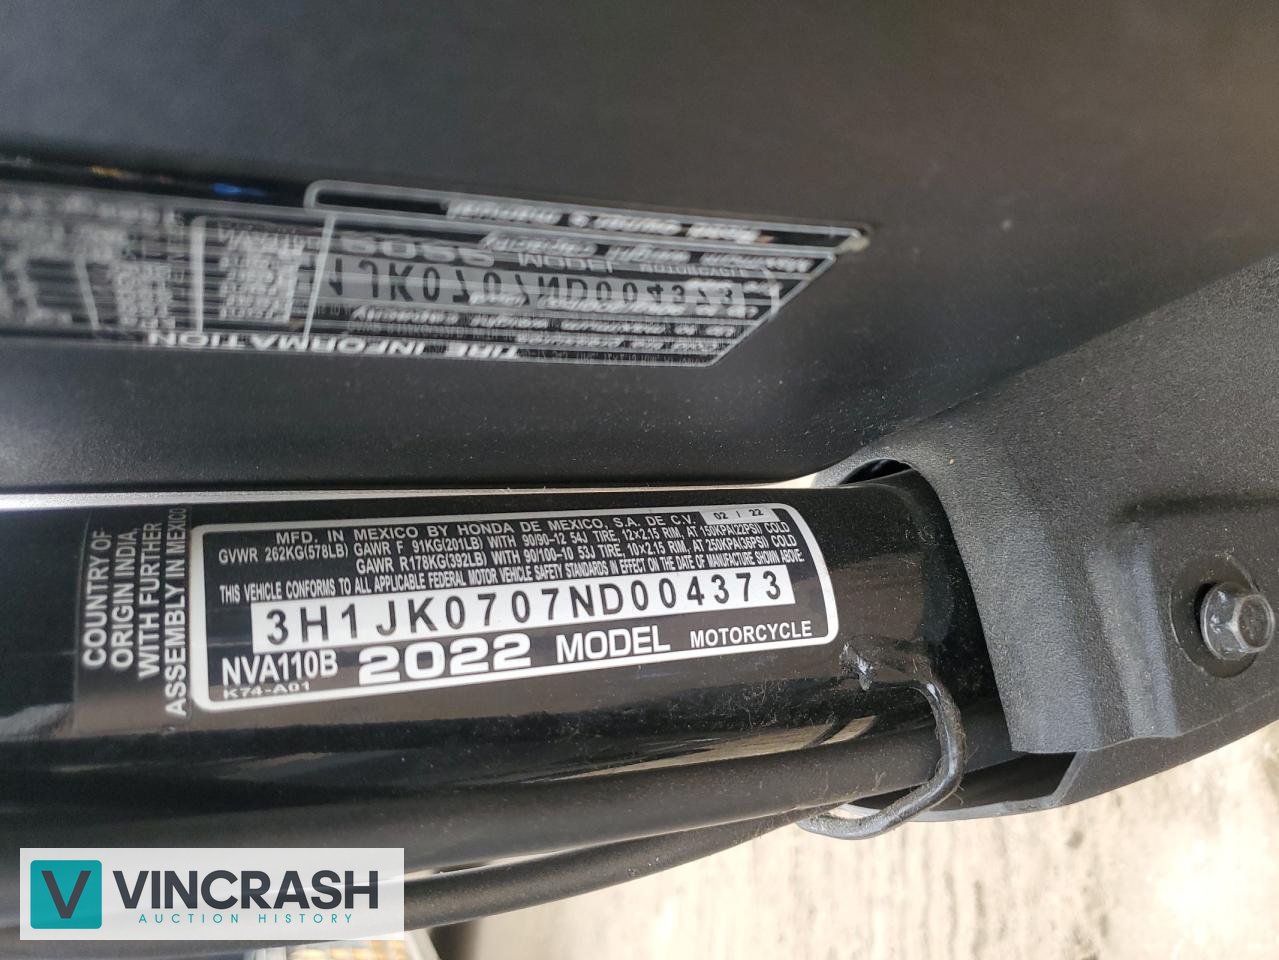 MFD. IN MEXICO BY HONDA DE MEXICO, S.A. DE C.V. 02 / 22
GVWR 262KG(578LB) GAWR F 91KG(201LB) WITH 90/90-12 54J TIRE, 12×2.15 RIM, AT 150KPA(22PSI) COLD
GAWR R178KG(392LB) WITH 90/100-10 53J TIRE, 10×2.15 RIM, AT 250KPA(36PSI) COLD
THIS VEHICLE CONFORMS TO ALL APPLICABLE FEDERAL MOTOR VEHICLE SAFETY STANDARDS IN EFFECT ON THE DATE OF MANUFACTURE SHOWN ABOVE.
3H1JK0707ND004373
NVA110B 2022 MODEL MOTORCYCLE
K74-A01
COUNTRY OF
ORIGIN INDIA.
WITH FURTHER
ASSEMBLY IN MEXICO
TIRE INFORMATION
1JK0707ND004373
2022 MODEL MOTORCYCLE
VINCRASH
AUCTION HISTORY